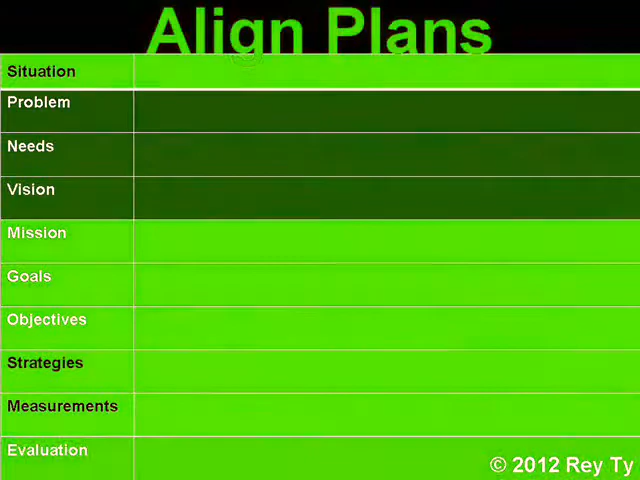 Align Plans
Situation
Problem
Needs
Vision
Mission
Goals
Objectives
Strategies
Measurements
Evaluation
© 2012 Rey Ty